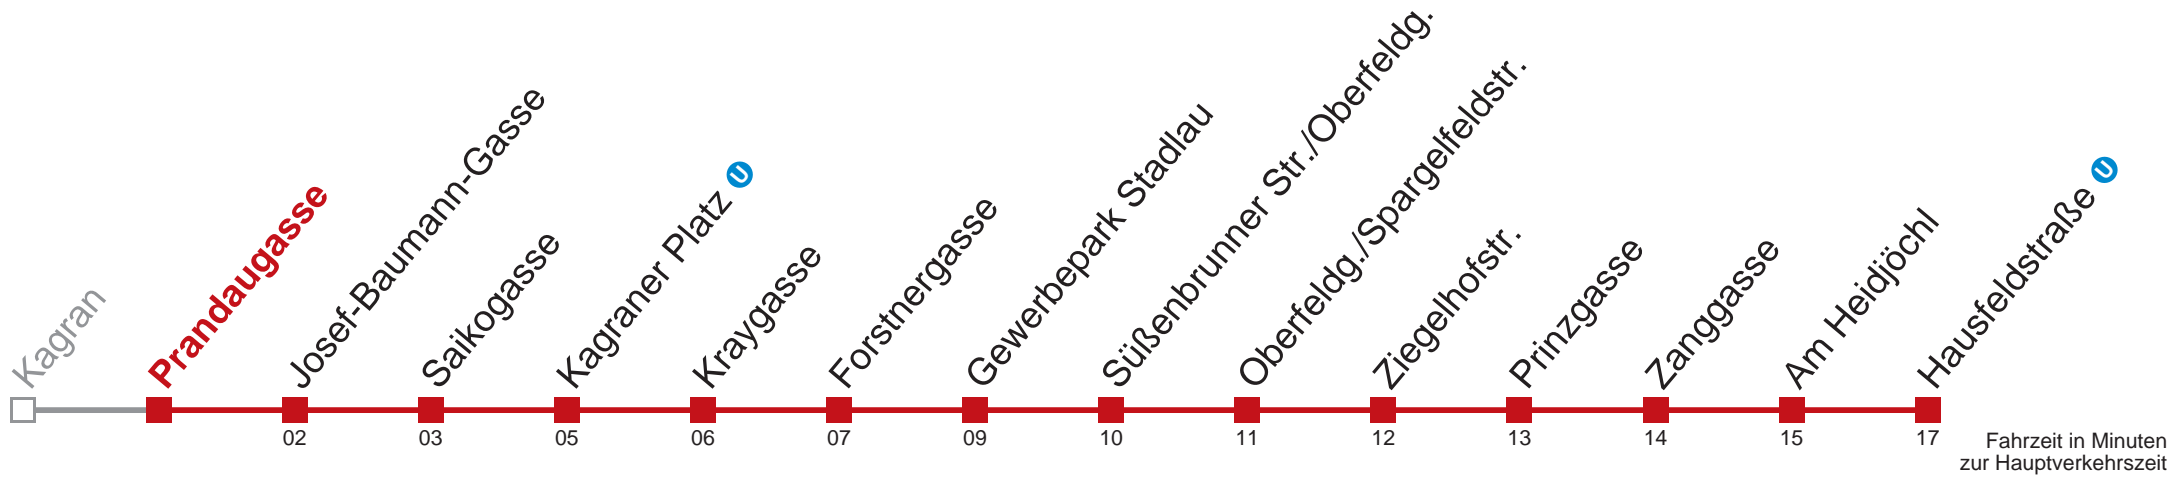 Kagran
Prandaugasse
Josef-Baumann-Gasse
Saikogasse
Kagraner Platz U
Kraygasse
Forstnergasse
Gewerbepark Stadlau
Süßenbrunner Str./Oberfeldg.
Oberfeldg./Spargelfeldstr.
Ziegelhofstr.
Prinzgasse
Zanggasse
Am Heidjöchl
Hausfeldstraße U
02 03 05 06 07 09 10 11 12 13 14 15 17
Fahrzeit in Minuten
zur Hauptverkehrszeit